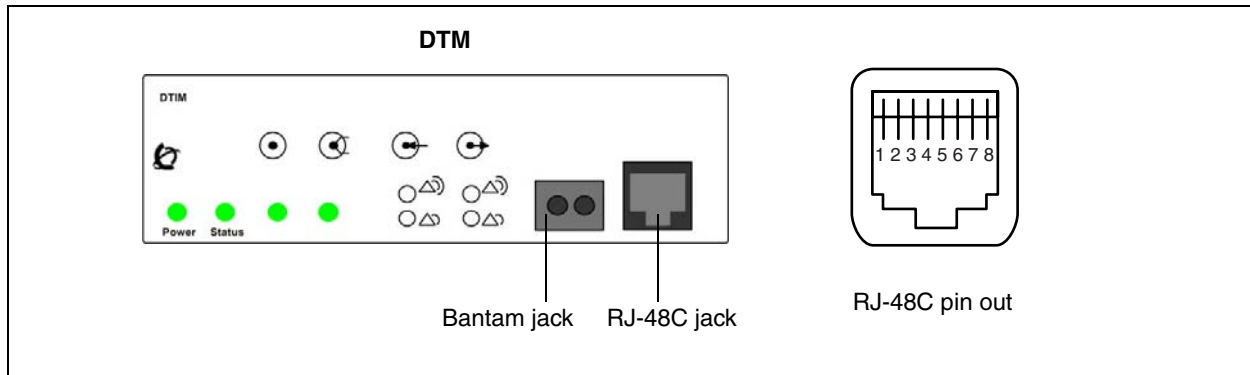 DTM
DTIM
Power Status
Bantam jack RJ-48C jack
1 2 3 4 5 6 7 8
RJ-48C pin out